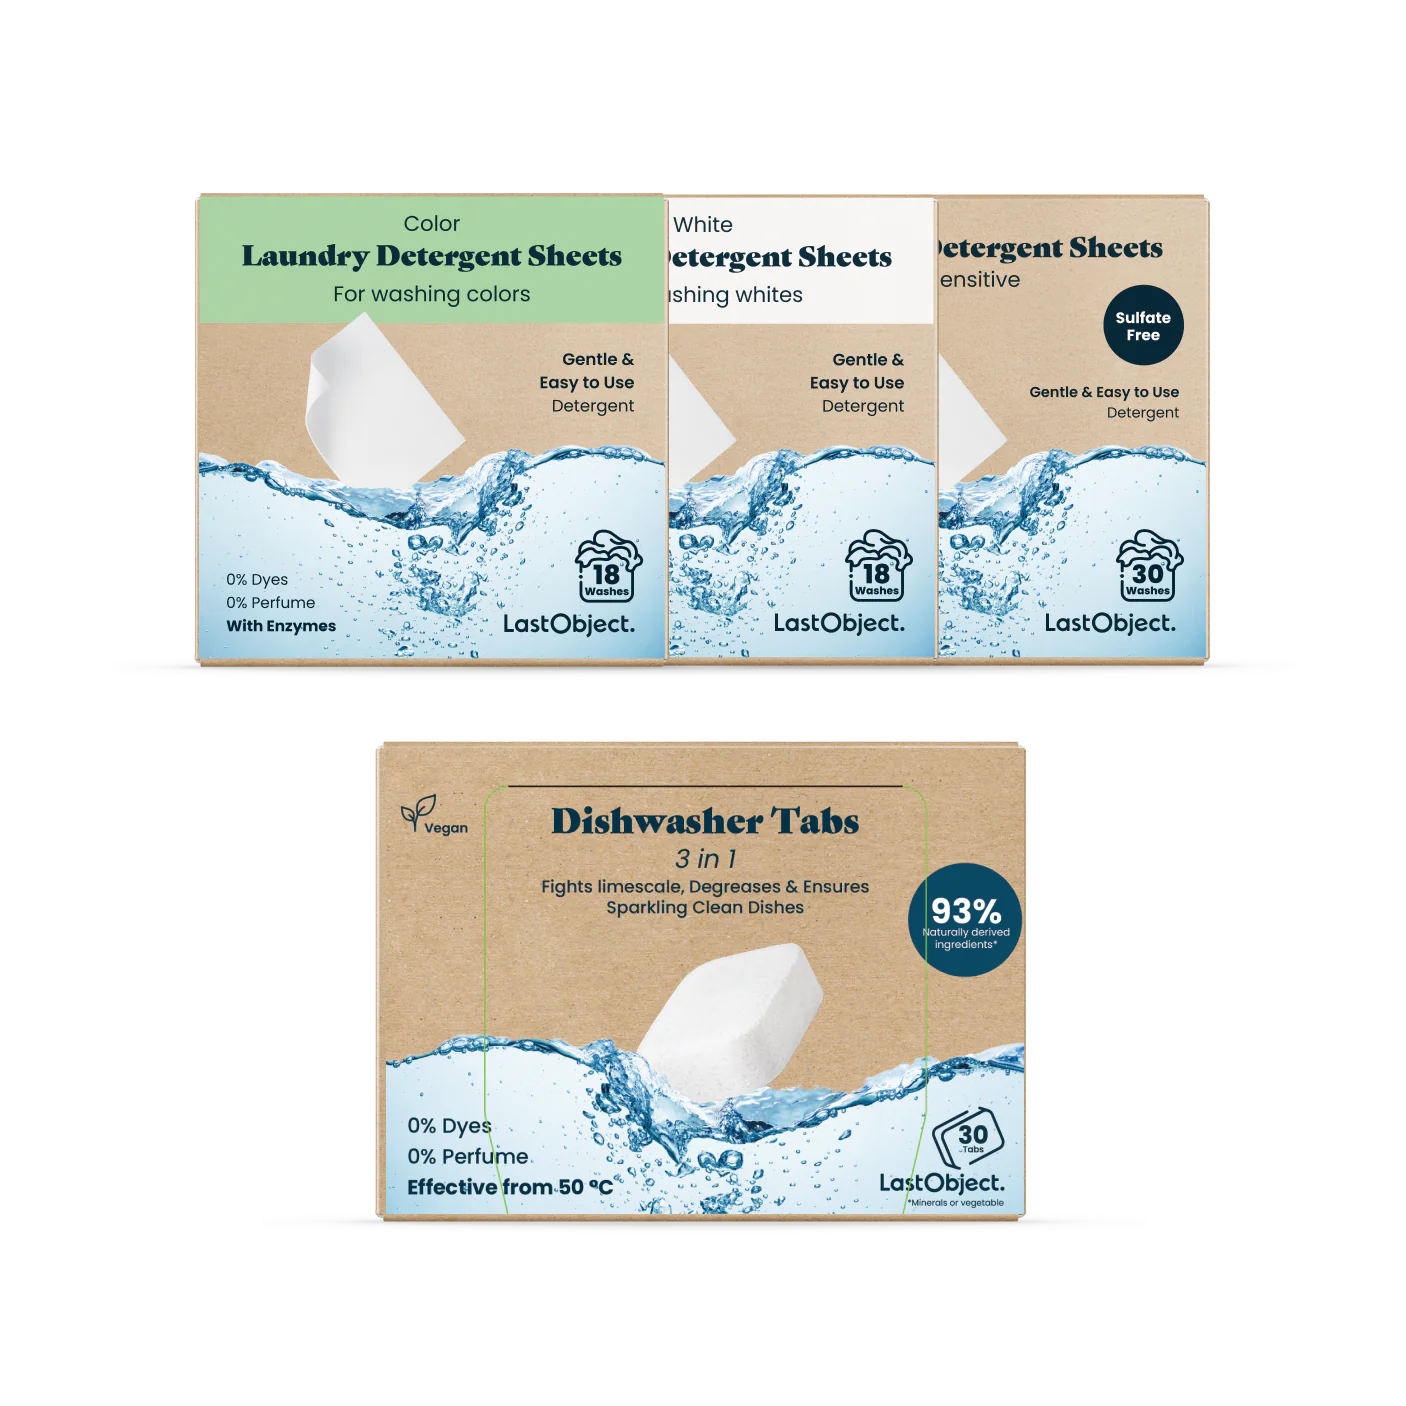 Color
Laundry Detergent Sheets
For washing colors
Gentle &
Easy to Use
Detergent
0% Dyes
0% Perfume
With Enzymes
18
Washes
LastObject.
White
Detergent Sheets
washing whites
Gentle &
Easy to Use
Detergent
18
Washes
LastObject.
Detergent Sheets
ensitive
Sulfate
Free
Gentle & Easy to Use
Detergent
30
Washes
LastObject.
Vegan
Dishwasher Tabs
3 in 1
Fights limescale, Degreases & Ensures
Sparkling Clean Dishes
93%
Naturally derived
ingredients*
0% Dyes
0% Perfume
Effective from 50 °C
30
Tabs
LastObject.
*Minerals or vegetable